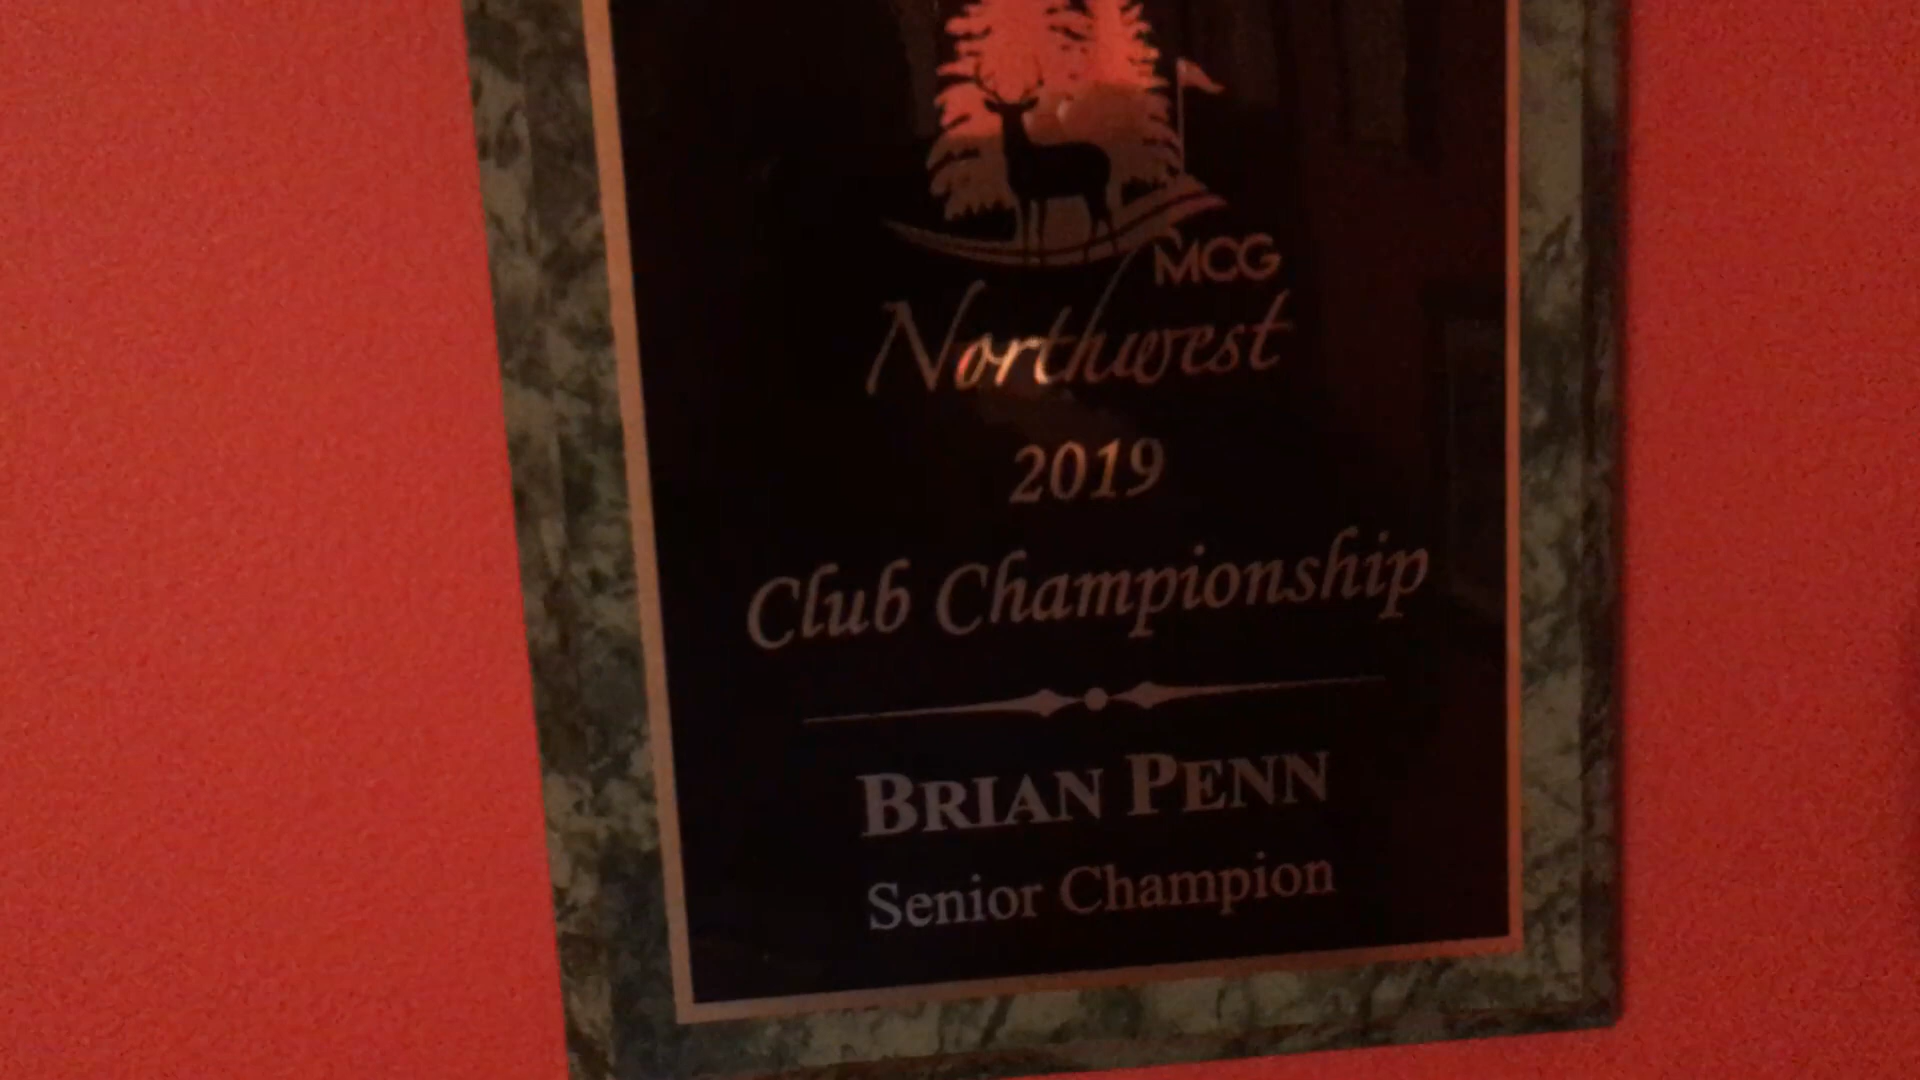 MCG
Northwest
2019
Club Championship
BRIAN PENN
Senior Champion